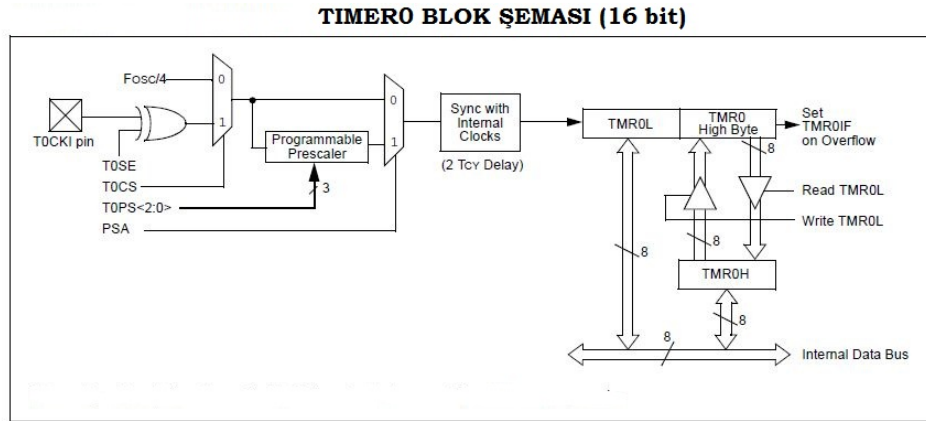 TIMER0 BLOK ŞEMASI (16 bit)
Fosc/4
0
1
T0CKI pin
T0SE
T0CS
T0PS<2:0>
PSA
Programmable
Prescaler
3
0
1
Sync with
Internal
Clocks
(2 TCY Delay)
TMR0L
TMR0
High Byte
Set
TMR0IF
on Overflow
8
Read TMR0L
Write TMR0L
8
8
TMR0H
8
8
Internal Data Bus